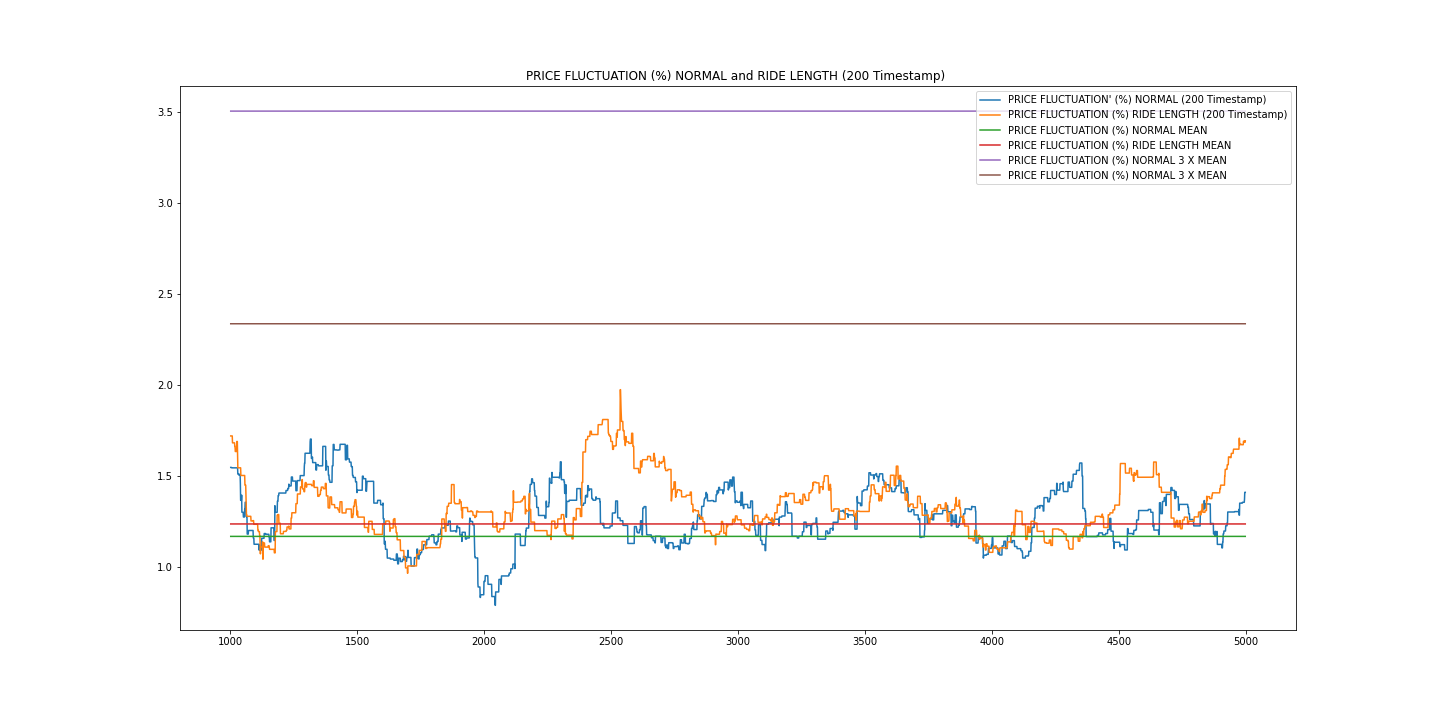 PRICE FLUCTUATION (%) NORMAL and RIDE LENGTH (200 Timestamp)
PRICE FLUCTUATION' (%) NORMAL (200 Timestamp)
PRICE FLUCTUATION (%) RIDE LENGTH (200 Timestamp)
PRICE FLUCTUATION (%) NORMAL MEAN
PRICE FLUCTUATION (%) RIDE LENGTH MEAN
PRICE FLUCTUATION (%) NORMAL 3 X MEAN
PRICE FLUCTUATION (%) NORMAL 3 X MEAN
3.5
3.0
2.5
2.0
1.5
1.0
1000 1500 2000 2500 3000 3500 4000 4500 5000